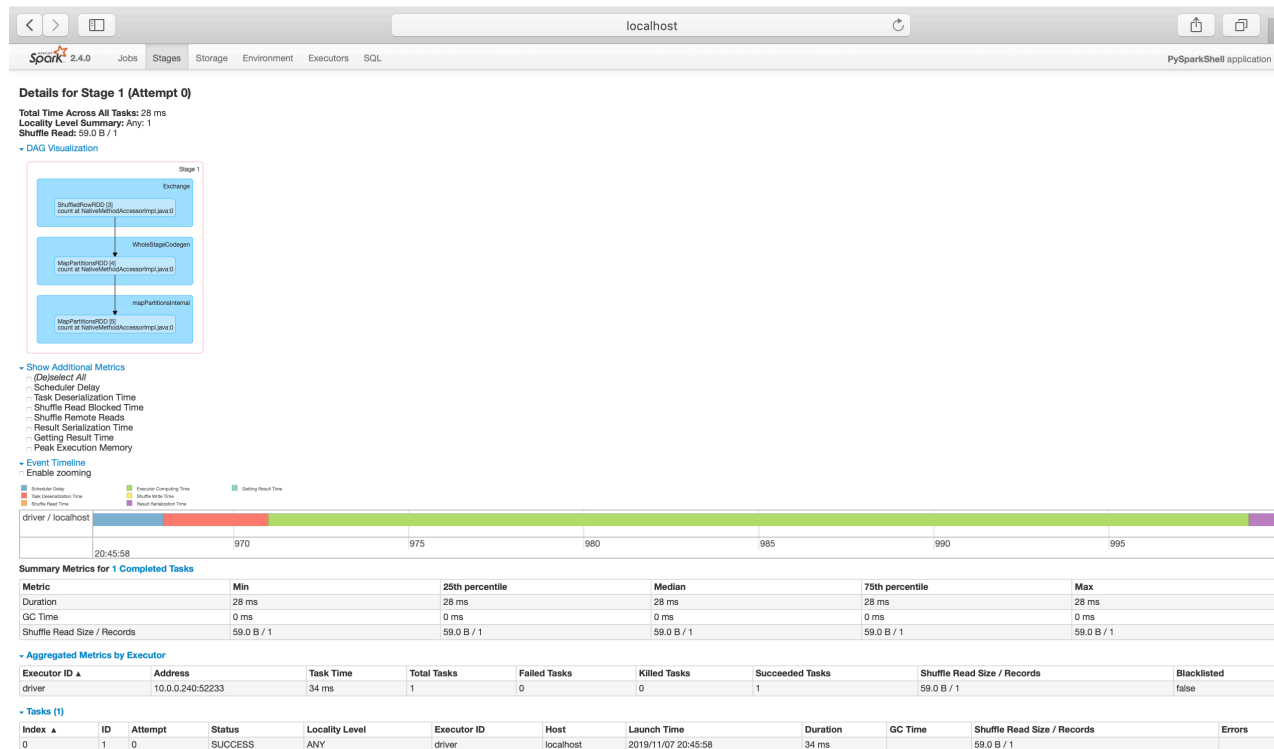 localhost
APACHE Spark 2.4.0 Jobs Stages Storage Environment Executors SQL PySparkShell application
Details for Stage 1 (Attempt 0)
Total Time Across All Tasks: 28 ms
Locality Level Summary: Any: 1
Shuffle Read: 59.0 B / 1
DAG Visualization
Stage 1
Exchange
ShuffledRowRDD [3]
count at NativeMethodAccessorImpl.java:0
WholeStageCodegen
MapPartitionsRDD [4]
count at NativeMethodAccessorImpl.java:0
mapPartitionsInternal
MapPartitionsRDD [5]
count at NativeMethodAccessorImpl.java:0
Show Additional Metrics
(De)select All
Scheduler Delay
Task Deserialization Time
Shuffle Read Blocked Time
Shuffle Remote Reads
Result Serialization Time
Getting Result Time
Peak Execution Memory
Event Timeline
Enable zooming
Scheduler Delay Executor Computing Time Getting Result Time
Task Deserialization Time Shuffle Write Time
Shuffle Read Time Result Serialization Time
driver / localhost
970 975 980 985 990 995
20:45:58
Summary Metrics for 1 Completed Tasks
Metric Min 25th percentile Median 75th percentile Max
Duration 28 ms 28 ms 28 ms 28 ms 28 ms
GC Time 0 ms 0 ms 0 ms 0 ms 0 ms
Shuffle Read Size / Records 59.0 B / 1 59.0 B / 1 59.0 B / 1 59.0 B / 1 59.0 B / 1
Aggregated Metrics by Executor
Executor ID ▴ Address Task Time Total Tasks Failed Tasks Killed Tasks Succeeded Tasks Shuffle Read Size / Records Blacklisted
driver 10.0.0.240:52233 34 ms 1 0 0 1 59.0 B / 1 false
Tasks (1)
Index ▴ ID Attempt Status Locality Level Executor ID Host Launch Time Duration GC Time Shuffle Read Size / Records Errors
0 1 0 SUCCESS ANY driver localhost 2019/11/07 20:45:58 34 ms 59.0 B / 1